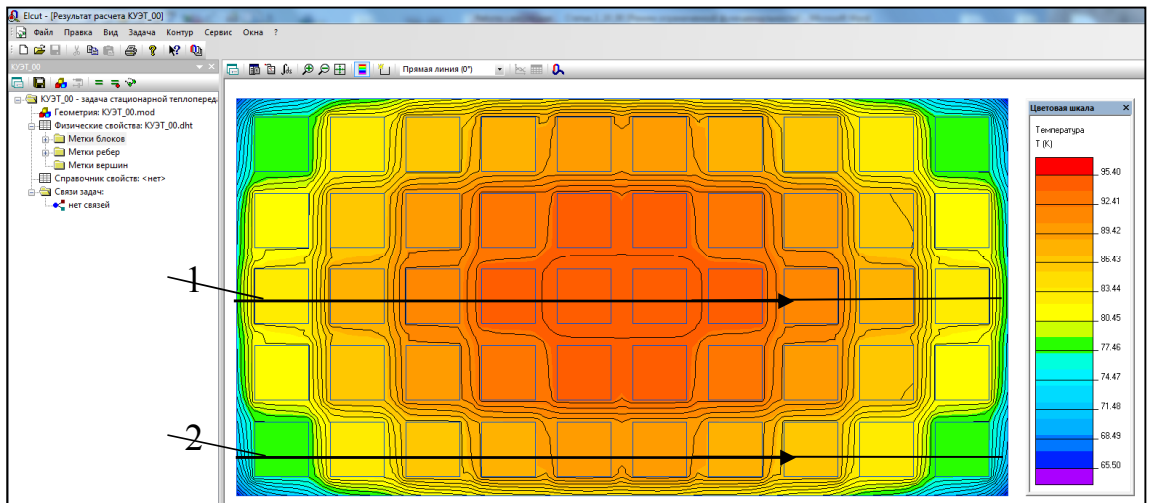 Elcut - [Результат расчета КУЭТ_00]
Файл Правка Вид Задача Контур Сервис Окна ?
КУЭТ_00
Прямая линия (0°)
КУЭТ_00 - задача стационарной теплоперед
Геометрия: КУЭТ_00.mod
Физические свойства: КУЭТ_00.dht
Метки блоков
Метки ребер
Метки вершин
Справочник свойств: <нет>
Связи задач:
нет связей
1
2
Цветовая шкала
Температура
T (K)
95.40
92.41
89.42
86.43
83.44
80.45
77.46
74.47
71.48
68.49
65.50